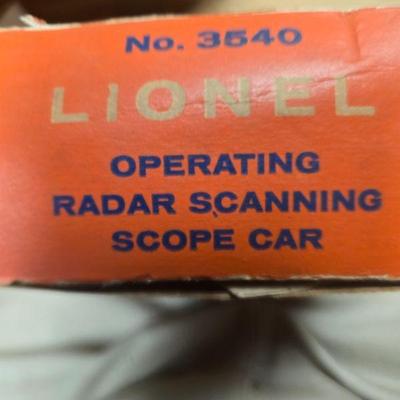 No. 3540
LIONEL
OPERATING
RADAR SCANNING
SCOPE CAR